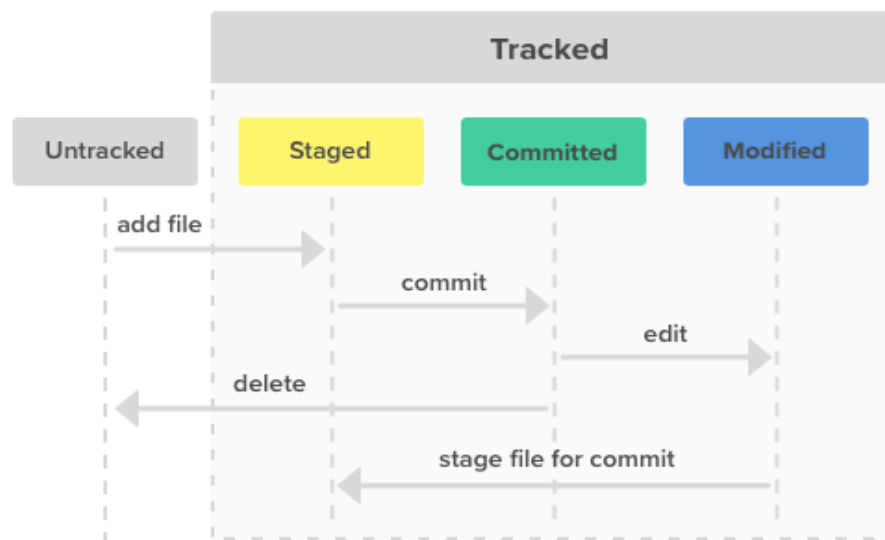 Tracked
Untracked
Staged
Committed
Modified
add file
commit
edit
delete
stage file for commit